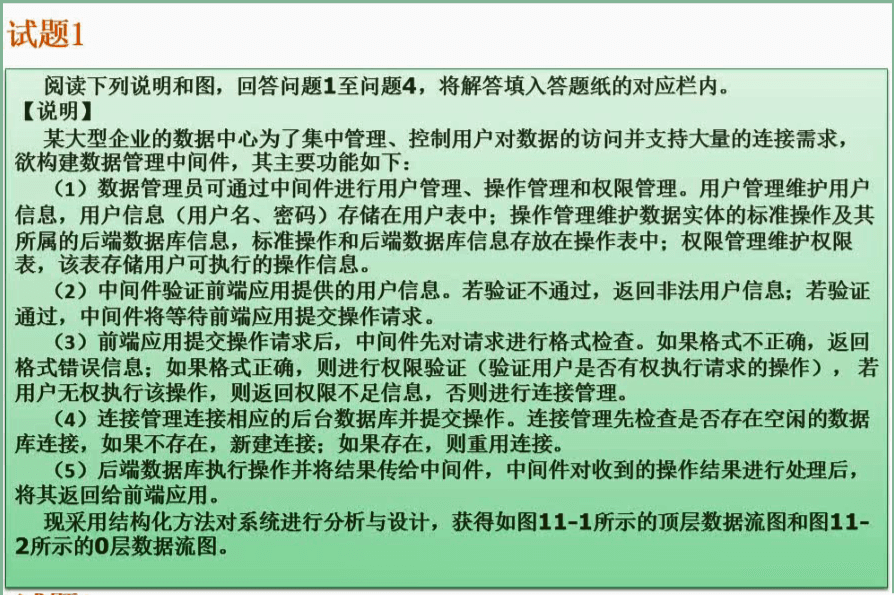 试题1
阅读下列说明和图，回答问题1至问题4，将解答填入答题纸的对应栏内。
【说明】
某大型企业的数据中心为了集中管理、控制用户对数据的访问并支持大量的连接需求，
欲构建数据管理中间件，其主要功能如下：
（1）数据管理员可通过中间件进行用户管理、操作管理和权限管理。用户管理维护用户
信息，用户信息（用户名、密码）存储在用户表中；操作管理维护数据实体的标准操作及其
所属的后端数据库信息，标准操作和后端数据库信息存放在操作表中；权限管理维护权限
表，该表存储用户可执行的操作信息。
（2）中间件验证前端应用提供的用户信息。若验证不通过，返回非法用户信息；若验证
通过，中间件将等待前端应用提交操作请求。
（3）前端应用提交操作请求后，中间件先对请求进行格式检查。如果格式不正确，返回
格式错误信息；如果格式正确，则进行权限验证（验证用户是否有权执行请求的操作），若
用户无权执行该操作，则返回权限不足信息，否则进行连接管理。
（4）连接管理连接相应的后台数据库并提交操作。连接管理先检查是否存在空闲的数据
库连接，如果不存在，新建连接；如果存在，则重用连接。
（5）后端数据库执行操作并将结果传给中间件，中间件对收到的操作结果进行处理后，
将其返回给前端应用。
现采用结构化方法对系统进行分析与设计，获得如图11-1所示的顶层数据流图和图11-
2所示的0层数据流图。